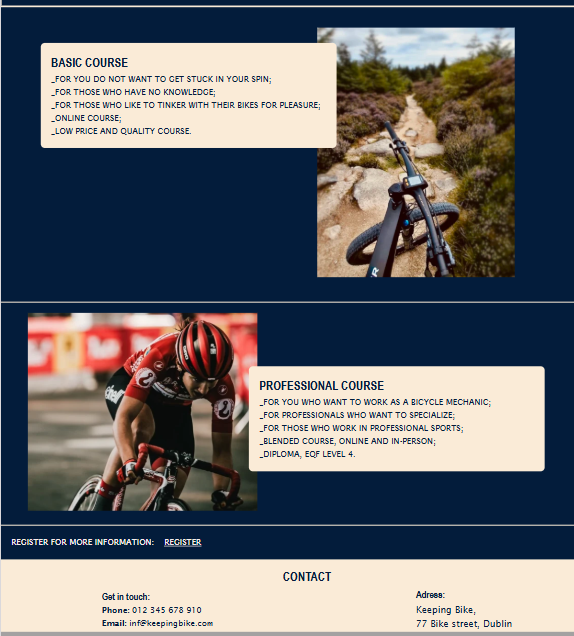 BASIC COURSE
_FOR YOU DO NOT WANT TO GET STUCK IN YOUR SPIN;
_FOR THOSE WHO HAVE NO KNOWLEDGE;
_FOR THOSE WHO LIKE TO TINKER WITH THEIR BIKES FOR PLEASURE;
_ONLINE COURSE;
_LOW PRICE AND QUALITY COURSE.
PROFESSIONAL COURSE
_FOR YOU WHO WANT TO WORK AS A BICYCLE MECHANIC;
_FOR PROFESSIONALS WHO WANT TO SPECIALIZE;
_FOR THOSE WHO WORK IN PROFESSIONAL SPORTS;
_BLENDED COURSE, ONLINE AND IN-PERSON;
_DIPLOMA, EQF LEVEL 4.
REGISTER FOR MORE INFORMATION: REGISTER
CONTACT
Get in touch:
Phone: 012 345 678 910
Email: inf@keepingbike.com
Adress:
Keeping Bike,
77 Bike street, Dublin